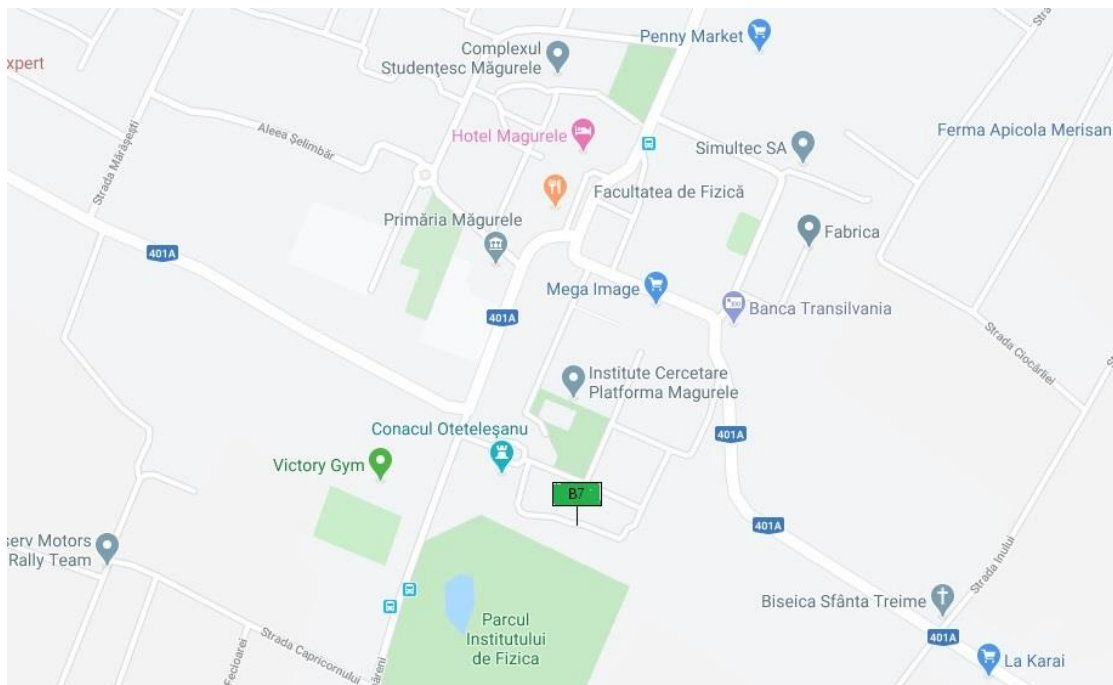 Penny Market
Complexul
Studențesc Măgurele
xpert
Strada Mărășești
Aleea Șelimbăr
Hotel Magurele
Simultec SA
Ferma Apicola Merisan
Facultatea de Fizică
Primăria Măgurele
Fabrica
401A
Mega Image
Banca Transilvania
401A
Strada Ciocârliei
Institute Cercetare
Platforma Magurele
Conacul Oteteleșanu
401A
Victory Gym
B7
401A
serv Motors
Rally Team
Strada Inului
Biseica Sfânta Treime
Parcul
Institutului
de Fizica
401A
Strada Capricornului
Fecioarei
La Karai